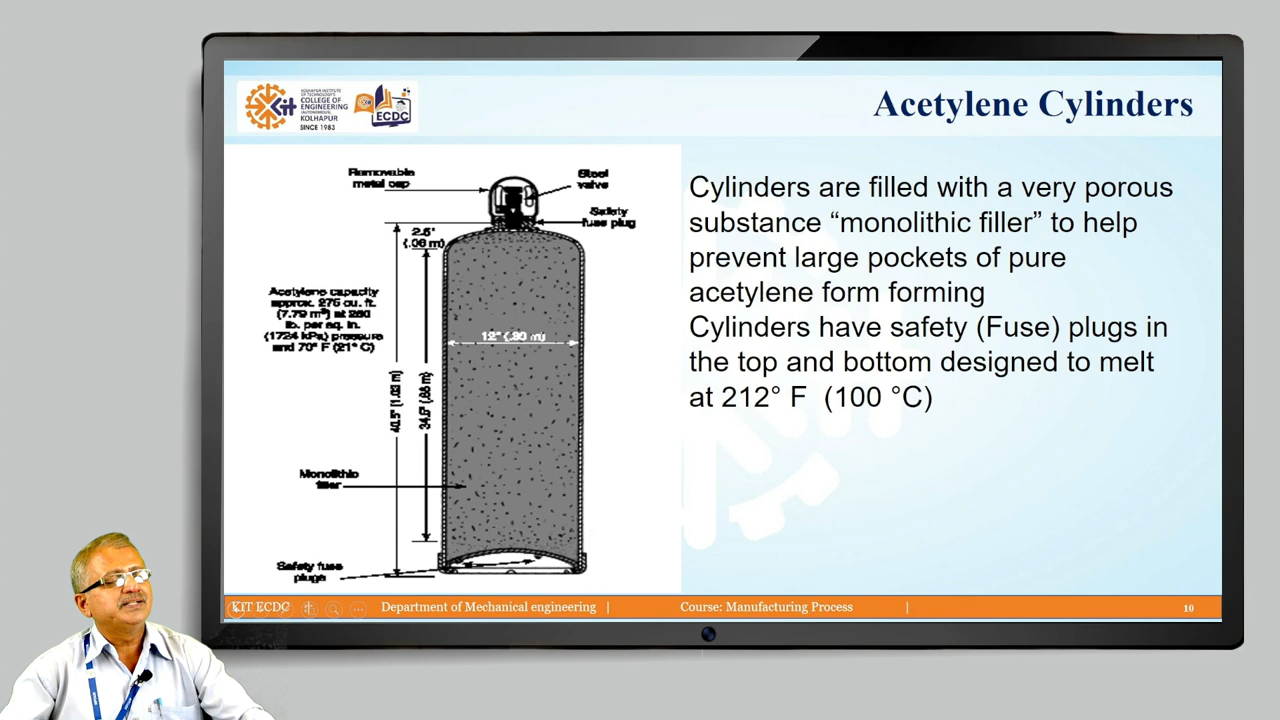 KOLHAPUR INSTITUTE
OF TECHNOLOGY'S
COLLEGE OF
ENGINEERING
(AUTONOMOUS)
KOLHAPUR
SINCE 1983
Kit
ECDC
Acetylene Cylinders
Removable
metal cap
Steel
valve
Safety
fuse plug
2.5"
(.06 m)
Acetylene capacity
approx. 275 cu. ft.
(7.79 m³) at 250
lb. per sq. in.
(1724 kPa) pressure
and 70° F (21° C)
12" (.30 m)
40.5" (1.03 m)
Monolithic
filler
Safety fuse
plugs
Cylinders are filled with a very porous
substance “monolithic filler” to help
prevent large pockets of pure
acetylene form forming
Cylinders have safety (Fuse) plugs in
the top and bottom designed to melt
at 212° F (100 °C)
KIT ECDC |
Department of Mechanical engineering |
Course: Manufacturing Process |
10